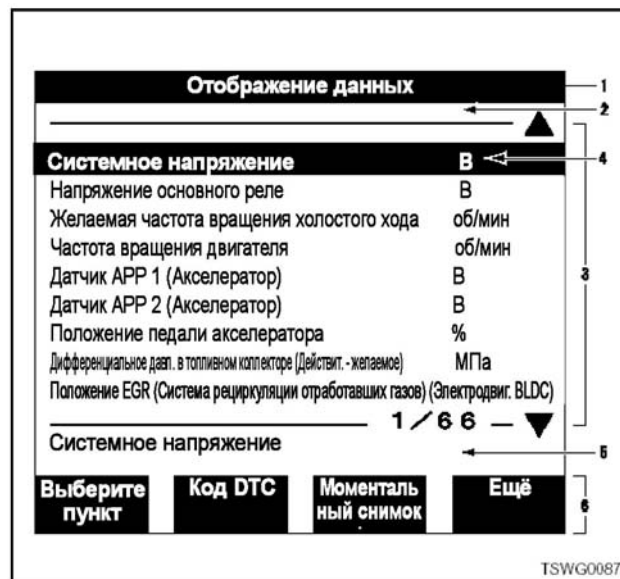 Отображение данных
1
2
Системное напряжение В
4
Напряжение основного реле В
Желаемая частота вращения холостого хода об/мин
Частота вращения двигателя об/мин
Датчик APP 1 (Акселератор) В
3
Датчик APP 2 (Акселератор) В
Положение педали акселератора %
Дифференциальное давл. в топливном коллекторе (Действит. - желаемое) МПа
Положение EGR (Система рециркуляции отработавших газов) (Электродвиг. BLDC)
1/66
Системное напряжение
5
Выберите пункт
Код DTC
Моменталь
ный снимок
Ещё
6
TSWG0087